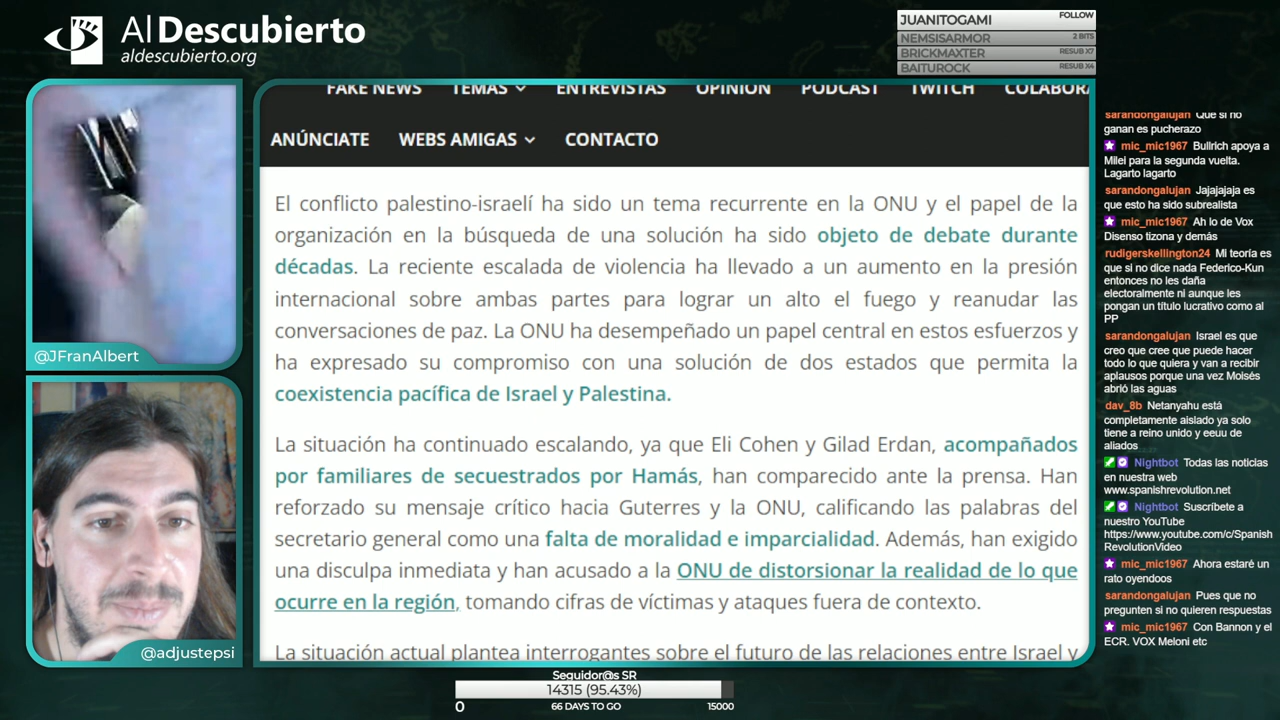 Al Descubierto
aldescubierto.org
JUANITOGAMI FOLLOW
NEMSISARMOR 2 BITS
BRICKMAXTER RESUB X7
BAITUROCK RESUB X4
FAKE NEWS TEMAS ENTREVISTAS OPINIÓN PODCAST TWITCH COLABORA
ANÚNCIATE WEBS AMIGAS CONTACTO
El conflicto palestino-israelí ha sido un tema recurrente en la ONU y el papel de la
organización en la búsqueda de una solución ha sido objeto de debate durante
décadas. La reciente escalada de violencia ha llevado a un aumento en la presión
internacional sobre ambas partes para lograr un alto el fuego y reanudar las
conversaciones de paz. La ONU ha desempeñado un papel central en estos esfuerzos y
ha expresado su compromiso con una solución de dos estados que permita la
coexistencia pacífica de Israel y Palestina.
La situación ha continuado escalando, ya que Eli Cohen y Gilad Erdan, acompañados
por familiares de secuestrados por Hamás, han comparecido ante la prensa. Han
reforzado su mensaje crítico hacia Guterres y la ONU, calificando las palabras del
secretario general como una falta de moralidad e imparcialidad. Además, han exigido
una disculpa inmediata y han acusado a la ONU de distorsionar la realidad de lo que
ocurre en la región, tomando cifras de víctimas y ataques fuera de contexto.
La situación actual plantea interrogantes sobre el futuro de las relaciones entre Israel y
@JFranAlbert
@adjustepsi
sarandongalujan Que si no
ganan es pucherazo
mic_mic1967 Bullrich apoya a
Milei para la segunda vuelta.
Lagarto lagarto
sarandongalujan Jajajajaja es
que esto ha sido subrealista
mic_mic1967 Ah lo de Vox
Disenso tizona y demás
rudigerskellington24 Mi teoría es
que si no dice nada Federico-Kun
entonces no les daña
electoralmente ni aunque les
pongan un título lucrativo como al
PP
sarandongalujan Israel es que
creo que cree que puede hacer
todo lo que quiera y van a recibir
aplausos porque una vez Moisés
abrió las aguas
dav_8b Netanyahu está
completamente aislado ya solo
tiene a reino unido y eeuu de
aliados
Nightbot Todas las noticias
en nuestra web
www.spanishrevolution.net
Nightbot Suscríbete a
nuestro YouTube
https://www.youtube.com/c/Spanish
RevolutionVideo
mic_mic1967 Ahora estaré un
rato oyendoos
sarandongalujan Pues que no
pregunten si no quieren respuestas
mic_mic1967 Con Bannon y el
ECR. VOX Meloni etc
Seguidor@s SR
14315 (95.43%)
0 66 DAYS TO GO 15000